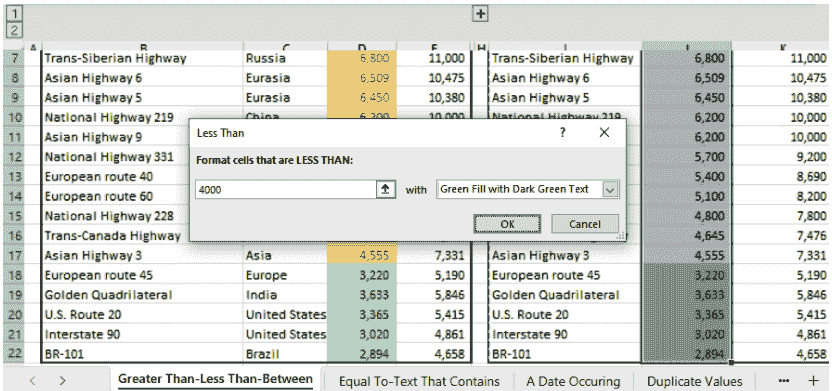 1
2
A B C D E H I J K
7 Trans-Siberian Highway Russia 6,800 11,000 Trans-Siberian Highway 6,800 11,000
8 Asian Highway 6 Eurasia 6,509 10,475 Asian Highway 6 6,509 10,475
9 Asian Highway 5 Eurasia 6,450 10,380 Asian Highway 5 6,450 10,380
10 National Highway 219 China 6,200 10,000 National Highway 219 6,200 10,000
11 Asian Highway 9 6,200 10,000
12 National Highway 331 5,700 9,200
13 European route 40 5,400 8,690
14 European route 60 5,100 8,200
15 National Highway 228 4,800 7,800
16 Trans-Canada Highway 4,645 7,476
17 Asian Highway 3 Asia 4,555 7,331 Asian Highway 3 4,555 7,331
18 European route 45 Europe 3,220 5,190 European route 45 3,220 5,190
19 Golden Quadrilateral India 3,633 5,846 Golden Quadrilateral 3,633 5,846
20 U.S. Route 20 United States 3,365 5,415 U.S. Route 20 3,365 5,415
21 Interstate 90 United States 3,020 4,861 Interstate 90 3,020 4,861
22 BR-101 Brazil 2,894 4,658 BR-101 2,894 4,658
Less Than ? ×
Format cells that are LESS THAN:
4000 with Green Fill with Dark Green Text
OK Cancel
Greater Than-Less Than-Between Equal To-Text That Contains A Date Occuring Duplicate Values ... +